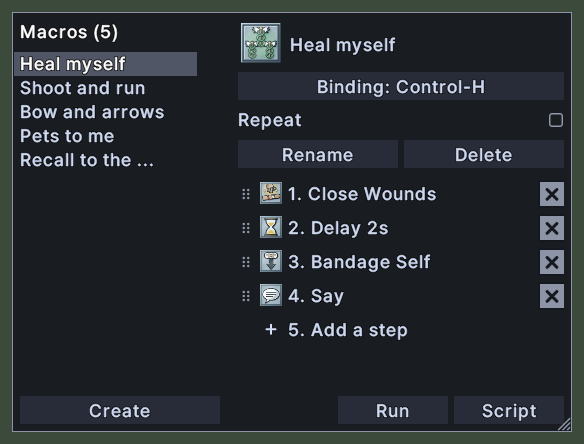 Macros (5)
Heal myself
Shoot and run
Bow and arrows
Pets to me
Recall to the ...
Create
Heal myself
Binding: Control-H
Repeat
Rename
Delete
1. Close Wounds
2. Delay 2s
3. Bandage Self
4. Say
+ 5. Add a step
Run
Script